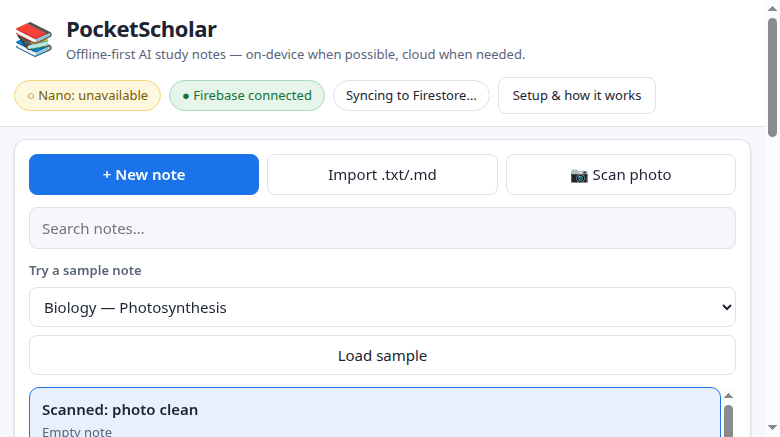 PocketScholar
Offline-first AI study notes — on-device when possible, cloud when needed.
○ Nano: unavailable
● Firebase connected
Syncing to Firestore...
Setup & how it works
+ New note
Import .txt/.md
📷 Scan photo
Search notes...
Try a sample note
Biology — Photosynthesis
Load sample
Scanned: photo clean
Empty note